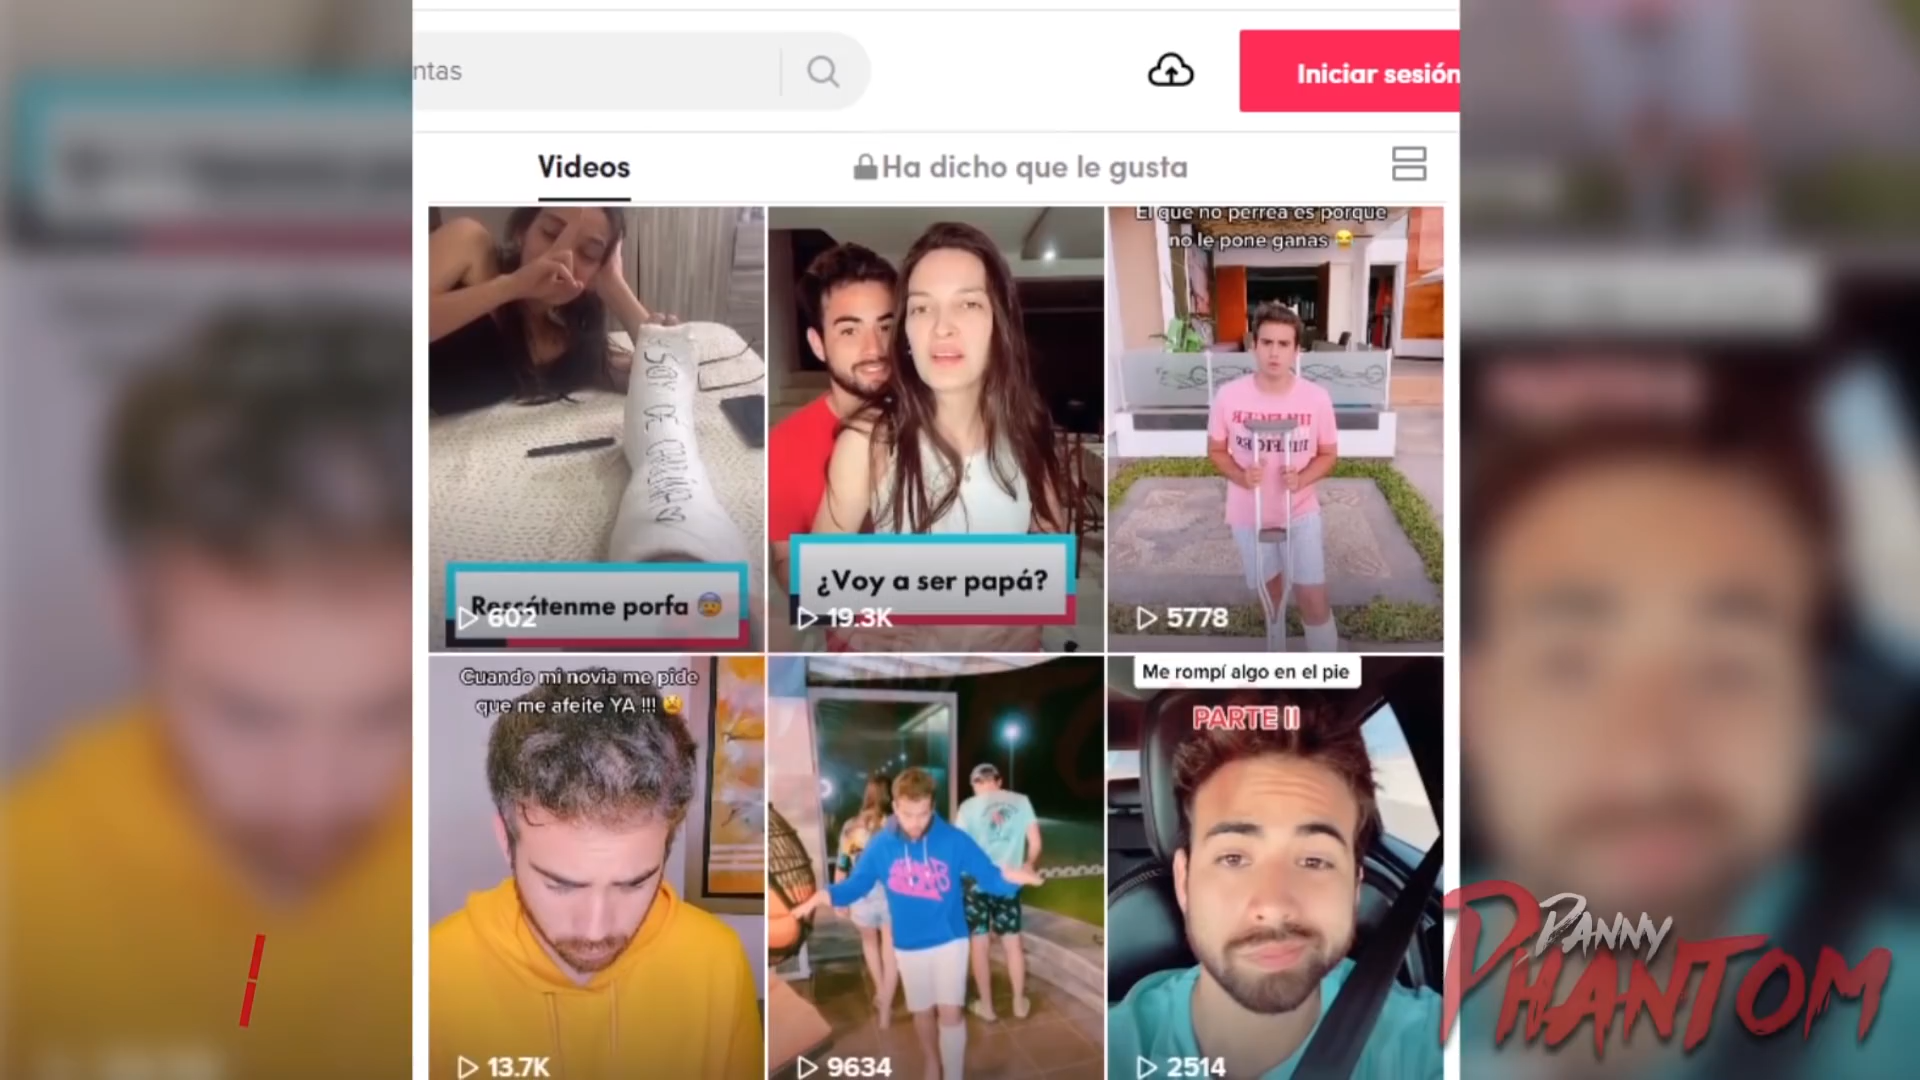 ntas
Iniciar sesión
Videos
Ha dicho que le gusta
SOY DE
Rescátenme porfa
602
¿Voy a ser papá?
19.3K
El que no perrea es porque
no le pone ganas
5778
Cuando mi novia me pide
que me afeite YA !!!
13.7K
9634
Me rompí algo en el pie
PARTE II
2514
DANNY
PHANTOM